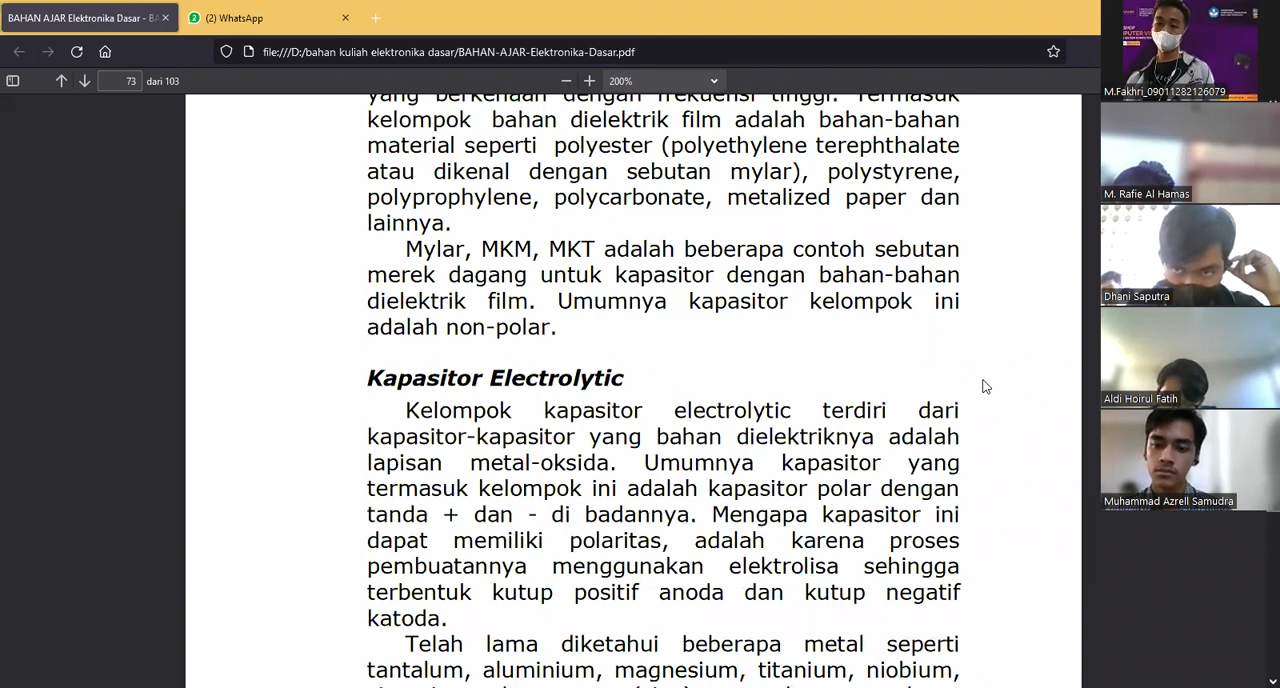 BAHAN AJAR Elektronika Dasar - BA
(2) WhatsApp
file:///D:/bahan kuliah elektronika dasar/BAHAN-AJAR-Elektronika-Dasar.pdf
73 dari 103
200%
yang berkenaan dengan frekuensi tinggi. Termasuk
kelompok bahan dielektrik film adalah bahan-bahan
material seperti polyester (polyethylene terephthalate
atau dikenal dengan sebutan mylar), polystyrene,
polyprophylene, polycarbonate, metalized paper dan
lainnya.
Mylar, MKM, MKT adalah beberapa contoh sebutan
merek dagang untuk kapasitor dengan bahan-bahan
dielektrik film. Umumnya kapasitor kelompok ini
adalah non-polar.
Kapasitor Electrolytic
Kelompok kapasitor electrolytic terdiri dari
kapasitor-kapasitor yang bahan dielektriknya adalah
lapisan metal-oksida. Umumnya kapasitor yang
termasuk kelompok ini adalah kapasitor polar dengan
tanda + dan - di badannya. Mengapa kapasitor ini
dapat memiliki polaritas, adalah karena proses
pembuatannya menggunakan elektrolisa sehingga
terbentuk kutup positif anoda dan kutup negatif
katoda.
Telah lama diketahui beberapa metal seperti
tantalum, aluminium, magnesium, titanium, niobium,
M.Fakhri_09011282126079
M. Rafie Al Hamas
Dhani Saputra
Aldi Hoirul Fatih
Muhammad Azrell Samudra